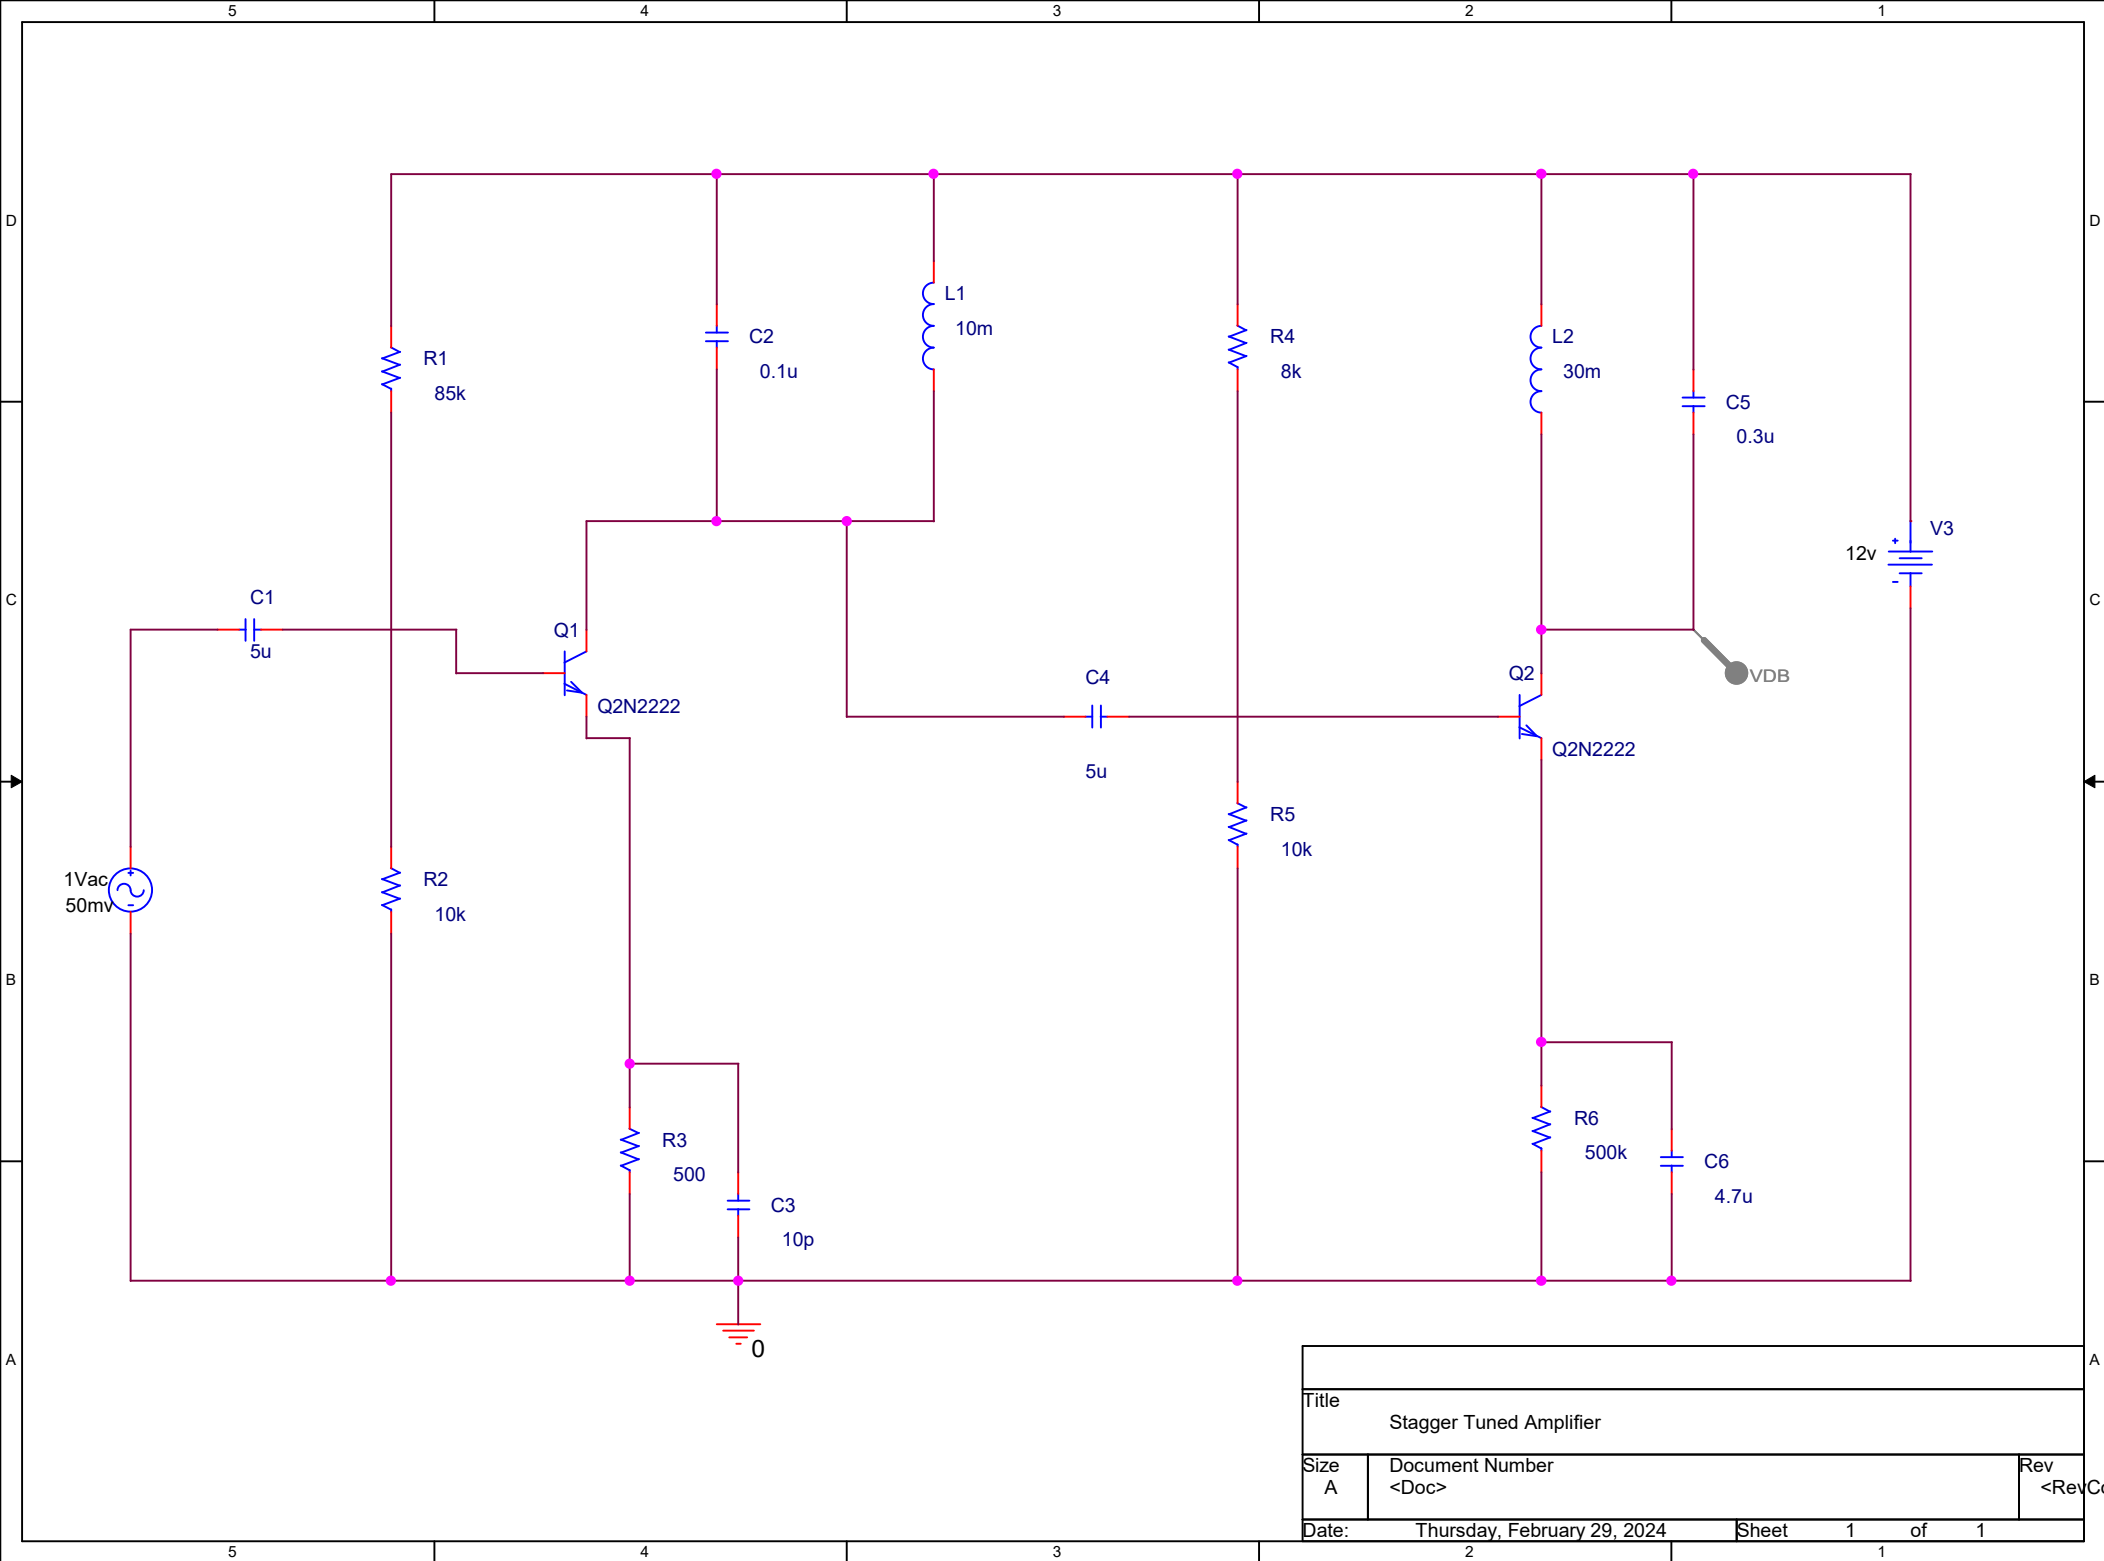 5 4 3 2 1
D D
L1
10m
C2
0.1u
R1
85k
R4
8k
L2
30m
C5
0.3u
V3
12v
+
-
C C
C1
5u
Q1
Q2N2222
C4
5u
Q2
Q2N2222
VDB
R5
10k
1Vac
50mv
+
-
R2
10k
B B
R3
500
C3
10p
R6
500k
C6
4.7u
0
A A
Title
Stagger Tuned Amplifier
Size
A
Document Number
<Doc>
Rev
<RevCo
Date: Thursday, February 29, 2024 Sheet 1 of 1
5 4 3 2 1